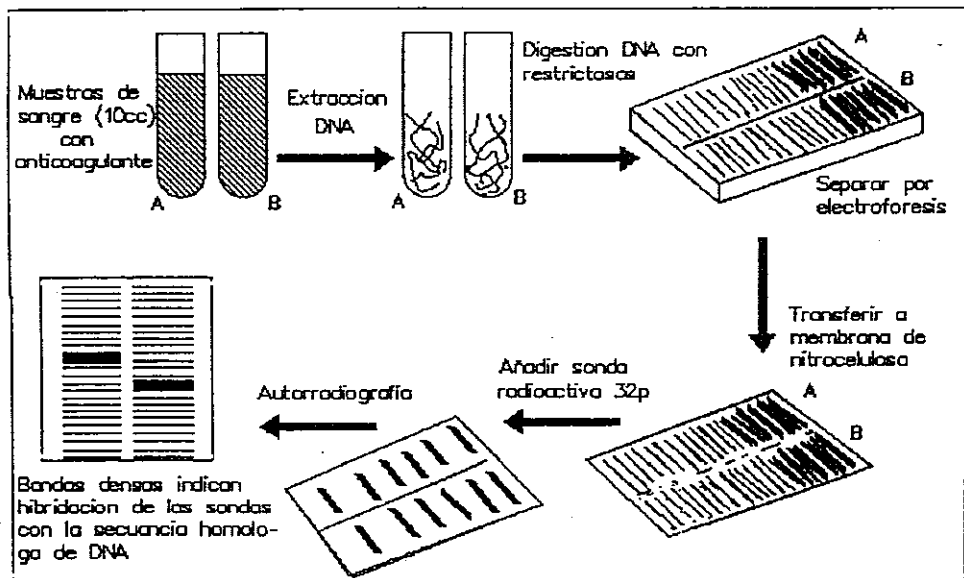 Muestras de
sangre (10cc)
con
anticoagulante
A
B
Extraccion
DNA
A
B
Digestion DNA con
restrictasas
A
B
Separar por
electroforesis
Transferir a
membrana de
nitrocelulosa
A
B
Añadir sonda
radioactiva 32p
Autorradiografía
Bandas densas indican
hibridacion de las sondas
con la secuancia homolo-
ga de DNA